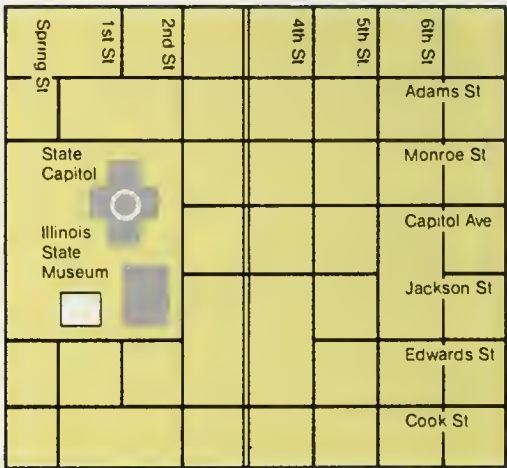 Spring St
1st St
2nd St
4th St
5th St.
6th St
Adams St
Monroe St
Capitol Ave
Jackson St
Edwards St
Cook St
State
Capitol
Illinois
State
Museum